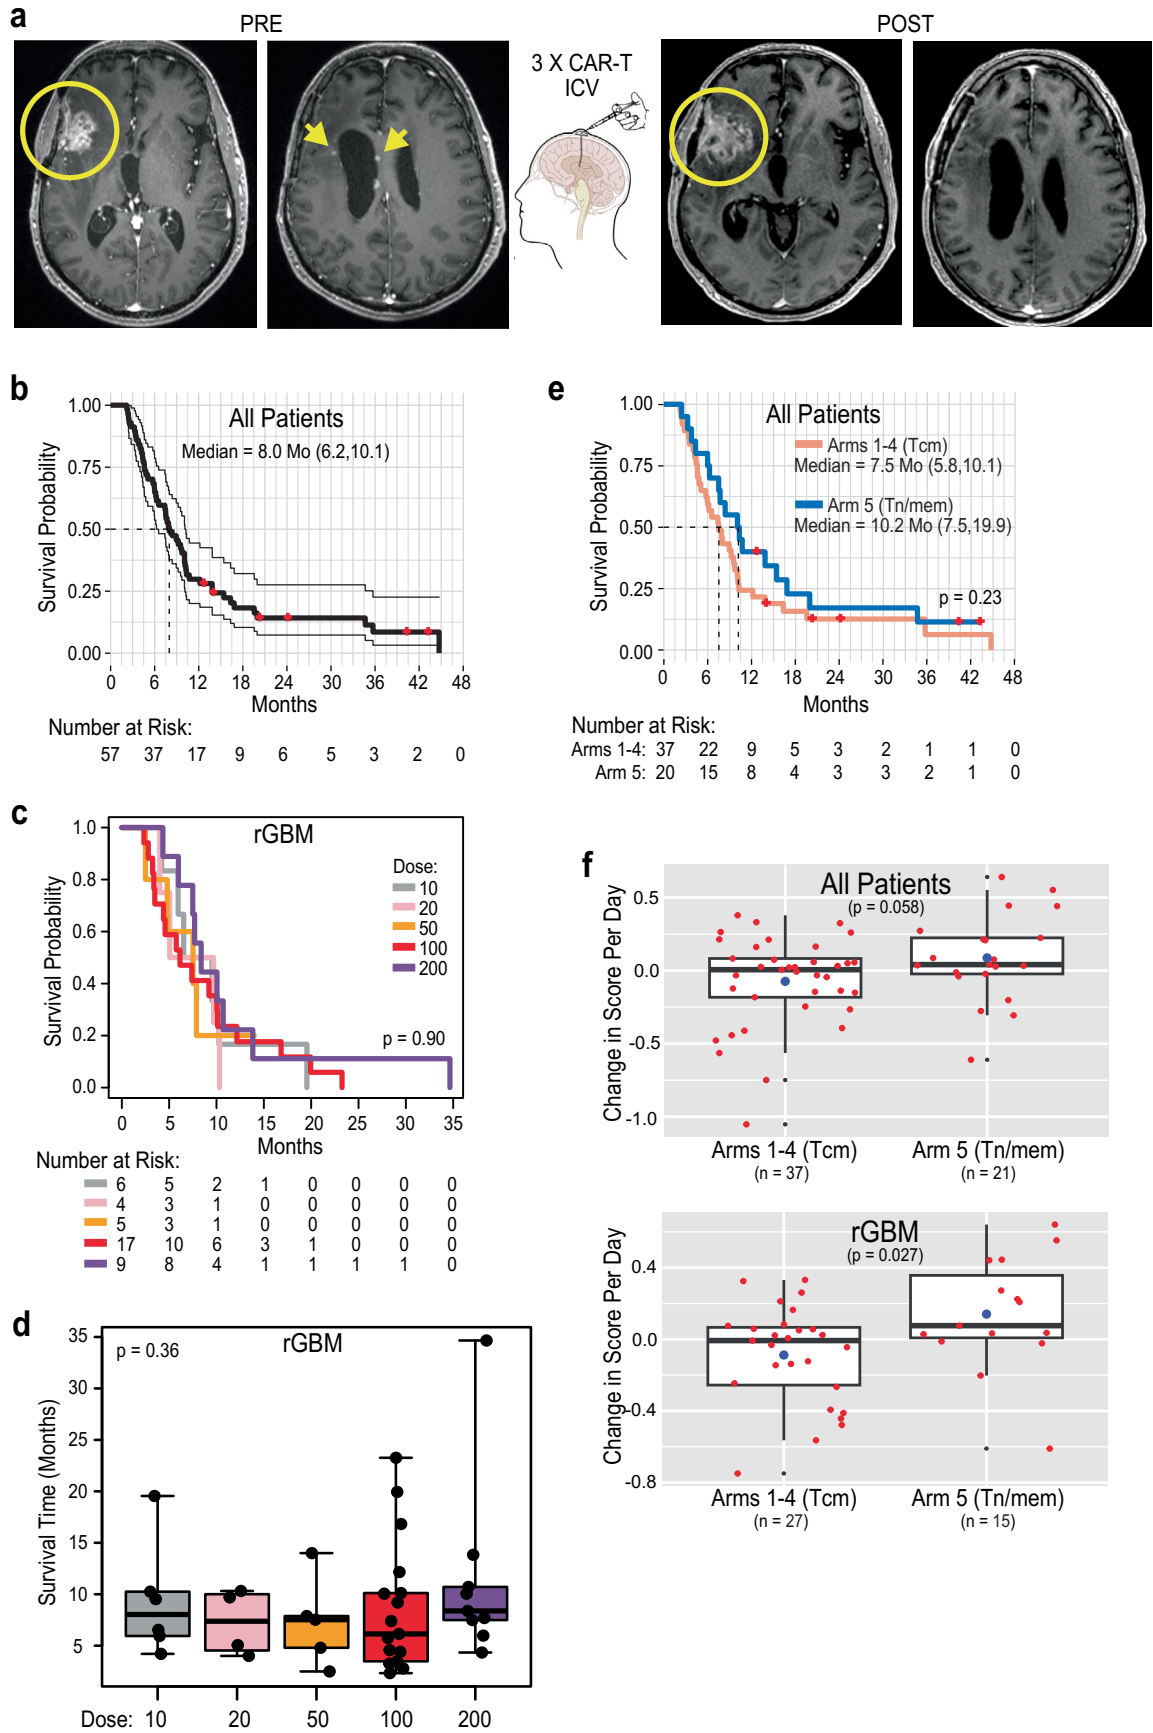 a
PRE
POST
3 X CAR-T
ICV
b
All Patients
Median = 8.0 Mo (6.2,10.1)
Survival Probability
1.00
0.75
0.50
0.25
0.00
0 6 12 18 24 30 36 42 48
Months
Number at Risk:
57 37 17 9 6 5 3 2 0
e
All Patients
Arms 1-4 (Tcm)
Median = 7.5 Mo (5.8,10.1)
Arm 5 (Tn/mem)
Median = 10.2 Mo (7.5,19.9)
p = 0.23
Survival Probability
1.00
0.75
0.50
0.25
0.00
0 6 12 18 24 30 36 42 48
Months
Number at Risk:
Arms 1-4: 37 22 9 5 3 2 1 1 0
Arm 5: 20 15 8 4 3 3 2 1 0
c
rGBM
Dose:
10
20
50
100
200
p = 0.90
Survival Probability
1.0
0.8
0.6
0.4
0.2
0.0
0 5 10 15 20 25 30 35
Months
Number at Risk:
6 5 2 1 0 0 0 0
4 3 1 0 0 0 0 0
5 3 1 0 0 0 0 0
17 10 6 3 1 0 0 0
9 8 4 1 1 1 1 0
d
rGBM
p = 0.36
Survival Time (Months)
35
30
35
20
15
10
5
Dose: 10 20 50 100 200
f
All Patients
(p = 0.058)
Change in Score Per Day
0.5
0.0
-0.5
-1.0
Arms 1-4 (Tcm) Arm 5 (Tn/mem)
(n = 37) (n = 21)
rGBM
(p = 0.027)
Change in Score Per Day
0.4
0.0
-0.4
-0.8
Arms 1-4 (Tcm) Arm 5 (Tn/mem)
(n = 27) (n = 15)